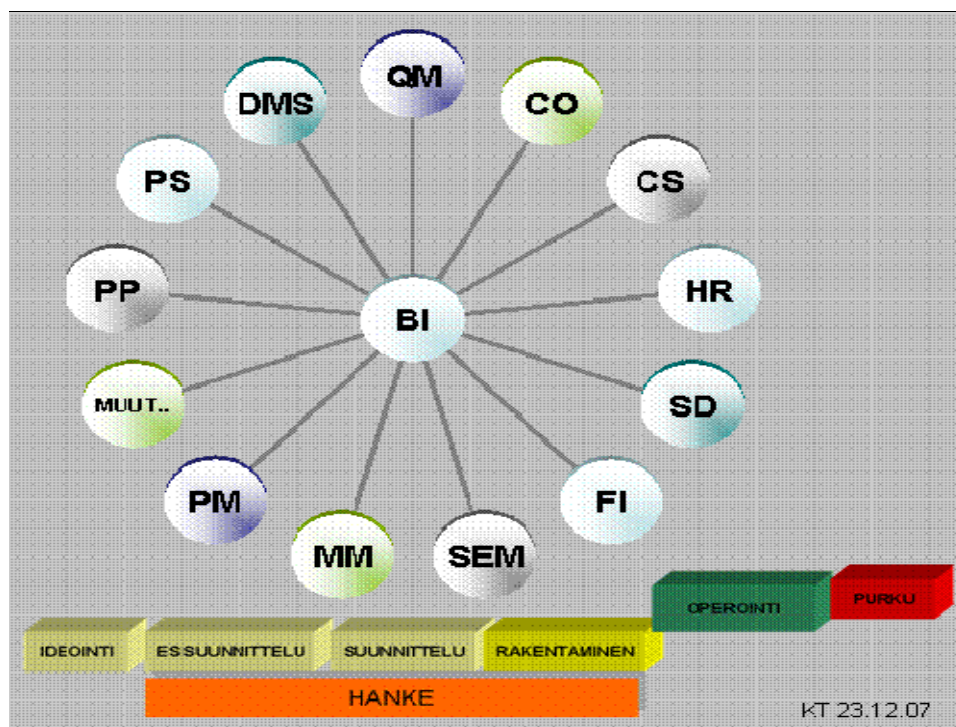 QM
DMS
CO
PS
CS
PP
HR
BI
MUUT..
SD
PM
FI
MM
SEM
OPEROINTI
PURKU
IDEOINTI
ESISUUNNITTELU
SUUNNITTELU
RAKENTAMINEN
HANKE
KT 23.12.07